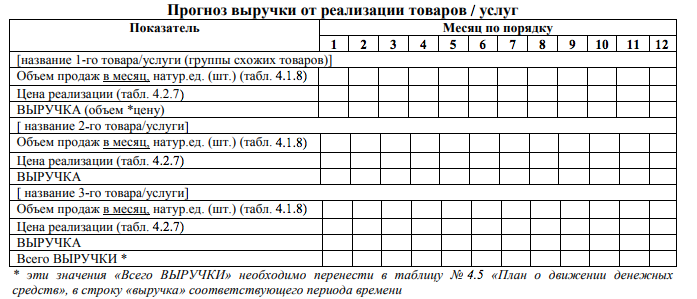 Прогноз выручки от реализации товаров / услуг
Показатель Месяц по порядку
1 2 3 4 5 6 7 8 9 10 11 12
[название 1-го товара/услуги (группы схожих товаров)]
Объем продаж в месяц, натур.ед. (шт.) (табл. 4.1.8)
Цена реализации (табл. 4.2.7)
ВЫРУЧКА (объем *цену)
[ название 2-го товара/услуги]
Объем продаж в месяц, натур.ед. (шт.) (табл. 4.1.8)
Цена реализации (табл. 4.2.7)
ВЫРУЧКА
[ название 3-го товара/услуги]
Объем продаж в месяц, натур.ед. (шт.) (табл. 4.1.8)
Цена реализации (табл. 4.2.7)
ВЫРУЧКА
Всего ВЫРУЧКИ *
* эти значения «Всего ВЫРУЧКИ» необходимо перенести в таблицу № 4.5 «План о движении денежных
средств», в строку «выручка» соответствующего периода времени